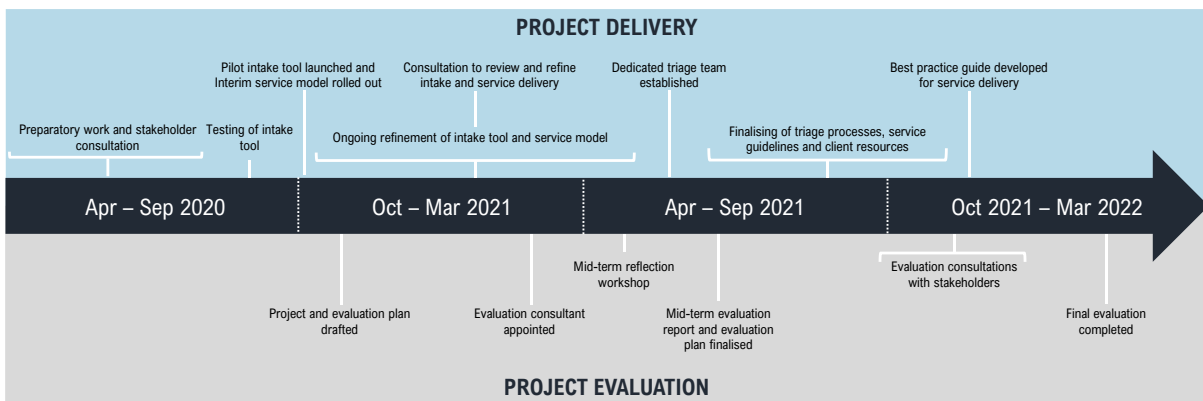 PROJECT DELIVERY
Pilot intake tool launched and
Interim service model rolled out
Consultation to review and refine
intake and service delivery
Dedicated triage team
established
Best practice guide developed
for service delivery
Preparatory work and stakeholder
consultation
Testing of intake
tool
Ongoing refinement of intake tool and service model
Finalising of triage processes, service
guidelines and client resources
Apr – Sep 2020
Oct – Mar 2021
Apr – Sep 2021
Oct 2021 – Mar 2022
Mid-term reflection
workshop
Evaluation consultations
with stakeholders
Project and evaluation plan
drafted
Evaluation consultant
appointed
Mid-term evaluation
report and evaluation
plan finalised
Final evaluation
completed
PROJECT EVALUATION